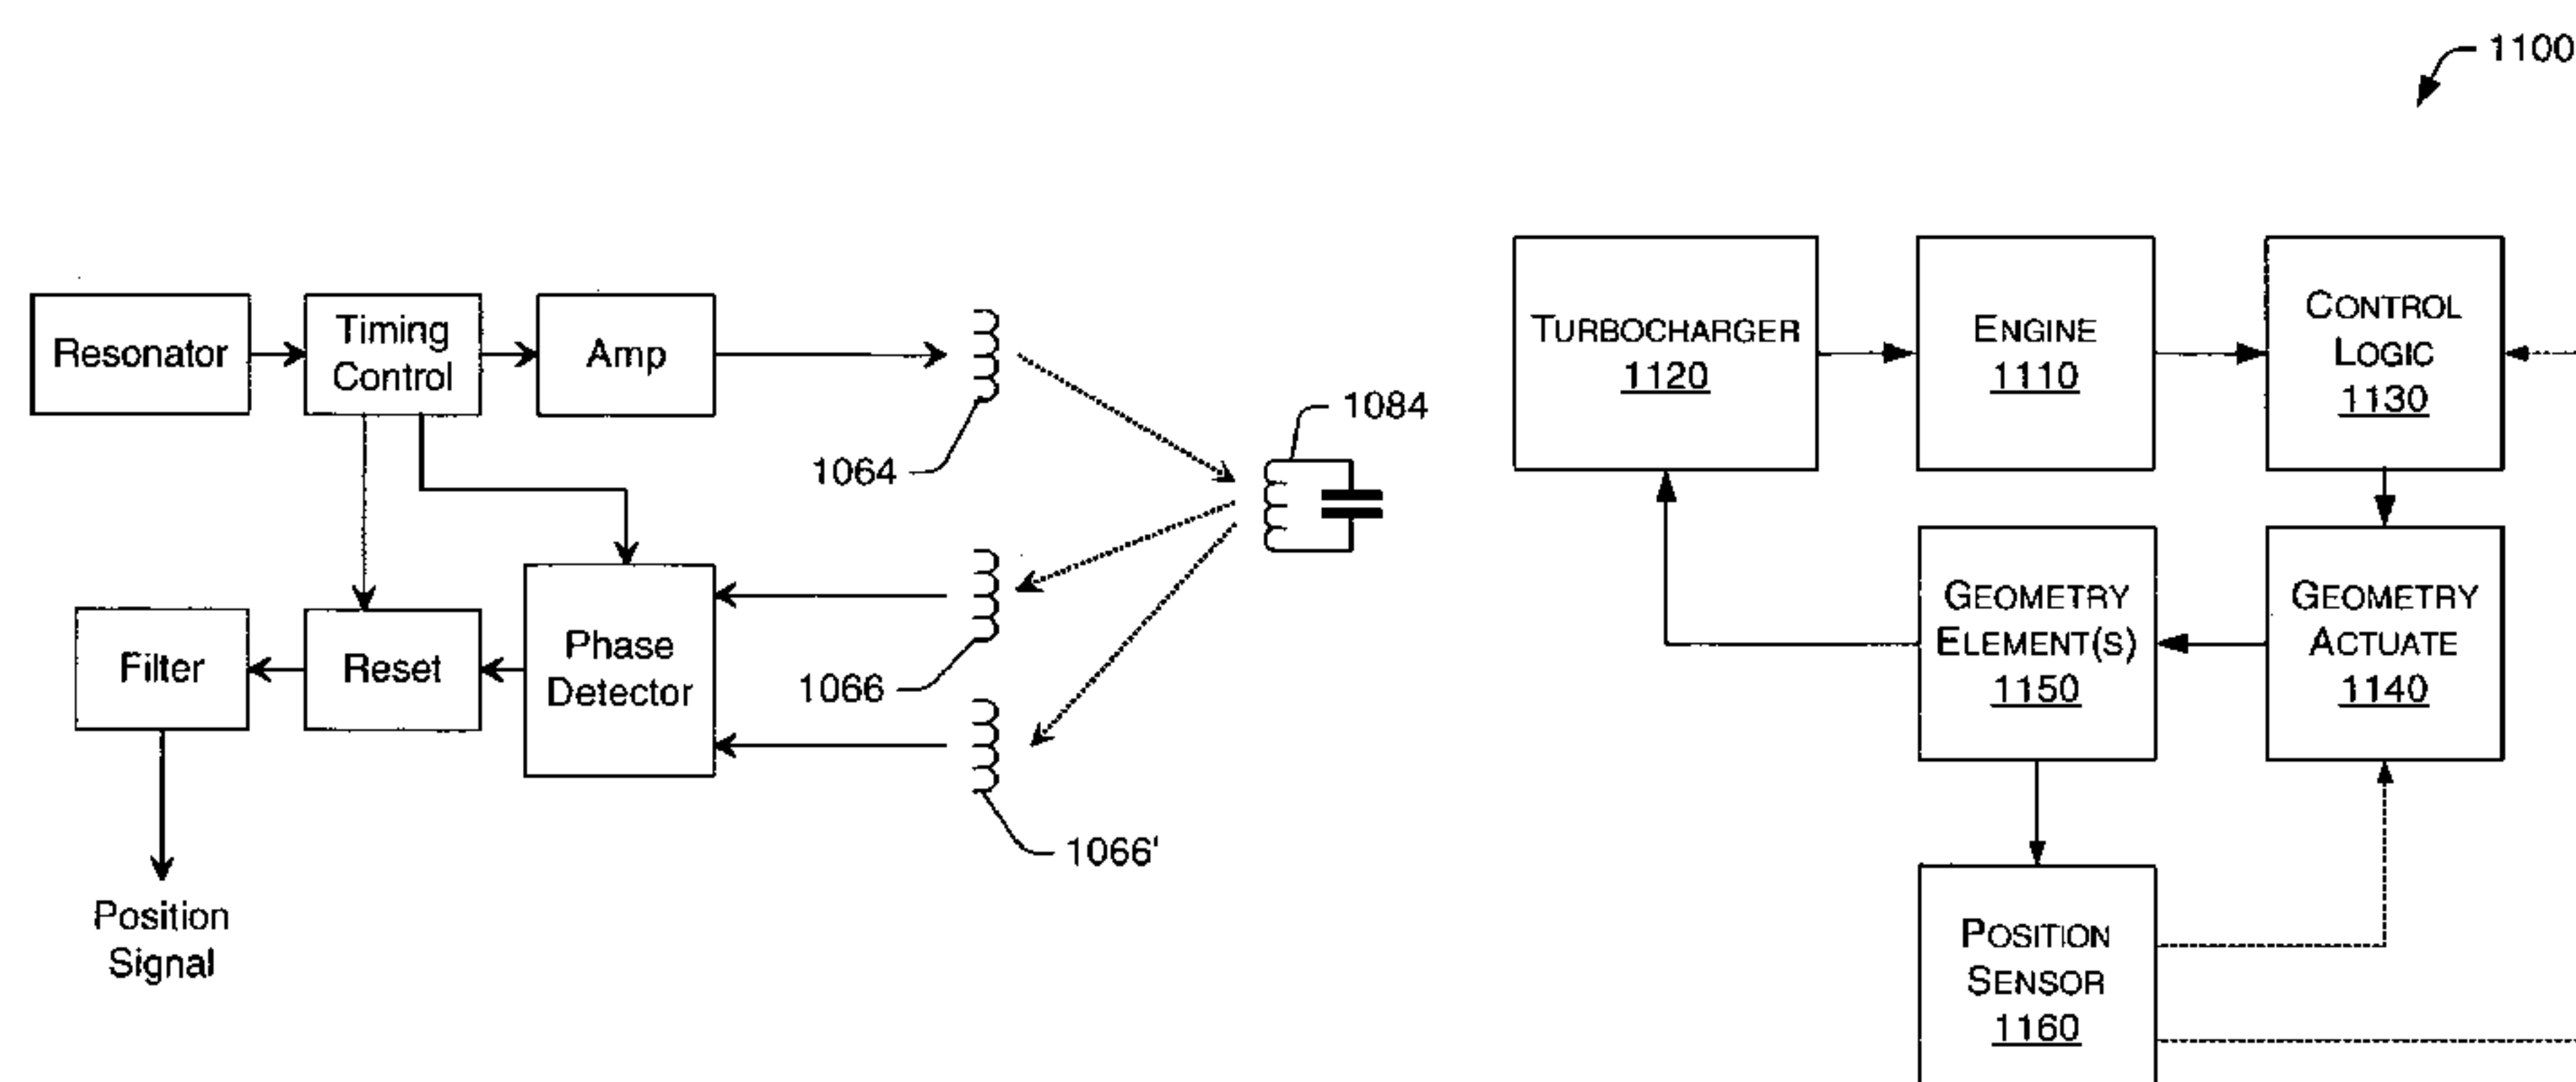 1100
Resonator
Timing
Control
Amp
1064
1084
Filter
Reset
Phase
Detector
1066
1066'
Position
Signal
TURBOCHARGER
1120
ENGINE
1110
CONTROL
LOGIC
1130
GEOMETRY
ELEMENT(S)
1150
GEOMETRY
ACTUATE
1140
POSITION
SENSOR
1160